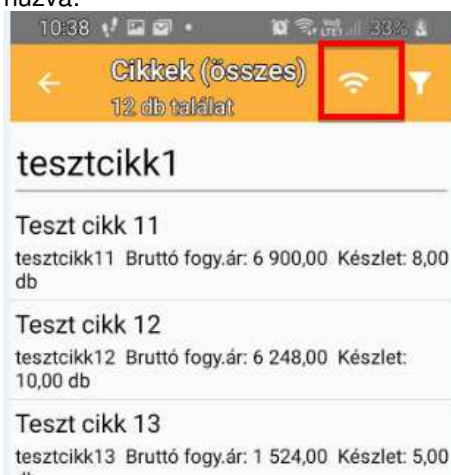 10:38 33%
Cikkek (összes)
12 db találat
tesztcikk1
Teszt cikk 11
tesztcikk11 Bruttó fogy.ár: 6 900,00 Készlet: 8,00
db
Teszt cikk 12
tesztcikk12 Bruttó fogy.ár: 6 248,00 Készlet:
10,00 db
Teszt cikk 13
tesztcikk13 Bruttó fogy.ár: 1 524,00 Készlet: 5,00